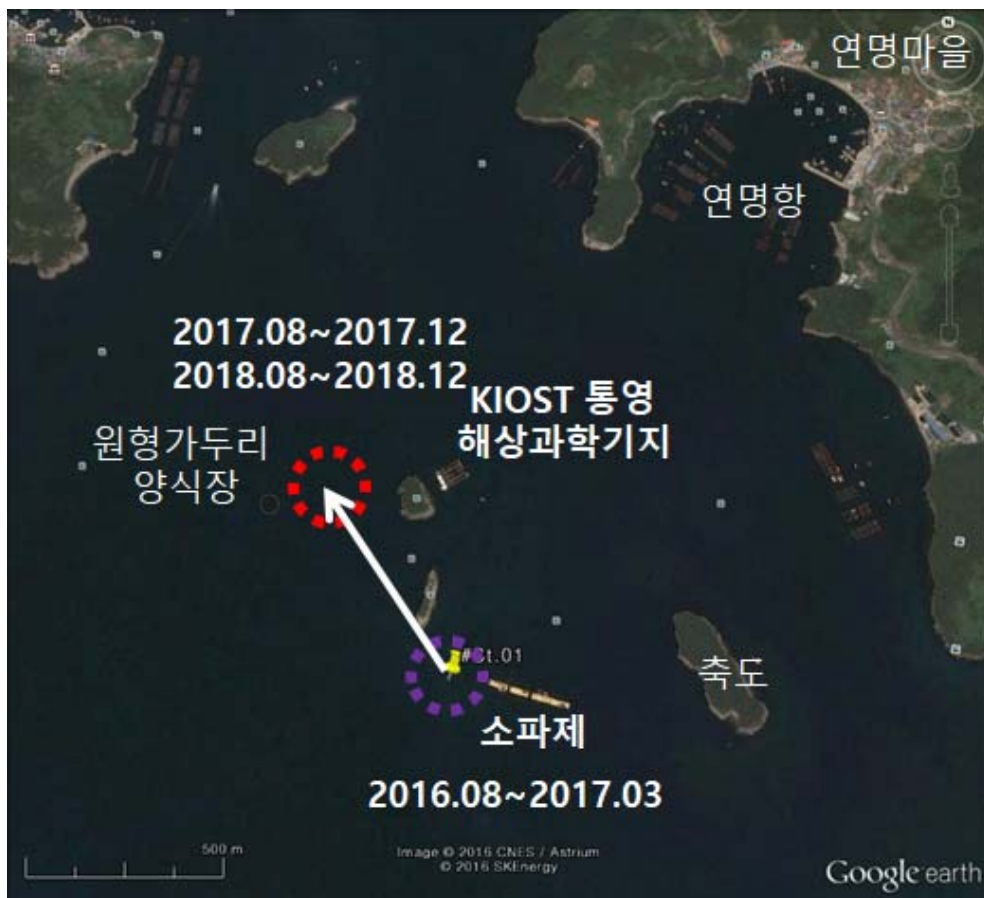 N
연명마을
연명항
2017.08~2017.12
2018.08~2018.12
KIOST 통영
해상과학기지
원형가두리
양식장
#St.01
축도
소파제
2016.08~2017.03
500 m
Image © 2016 CNES / Astrium
© 2016 SKEnergy
Google earth